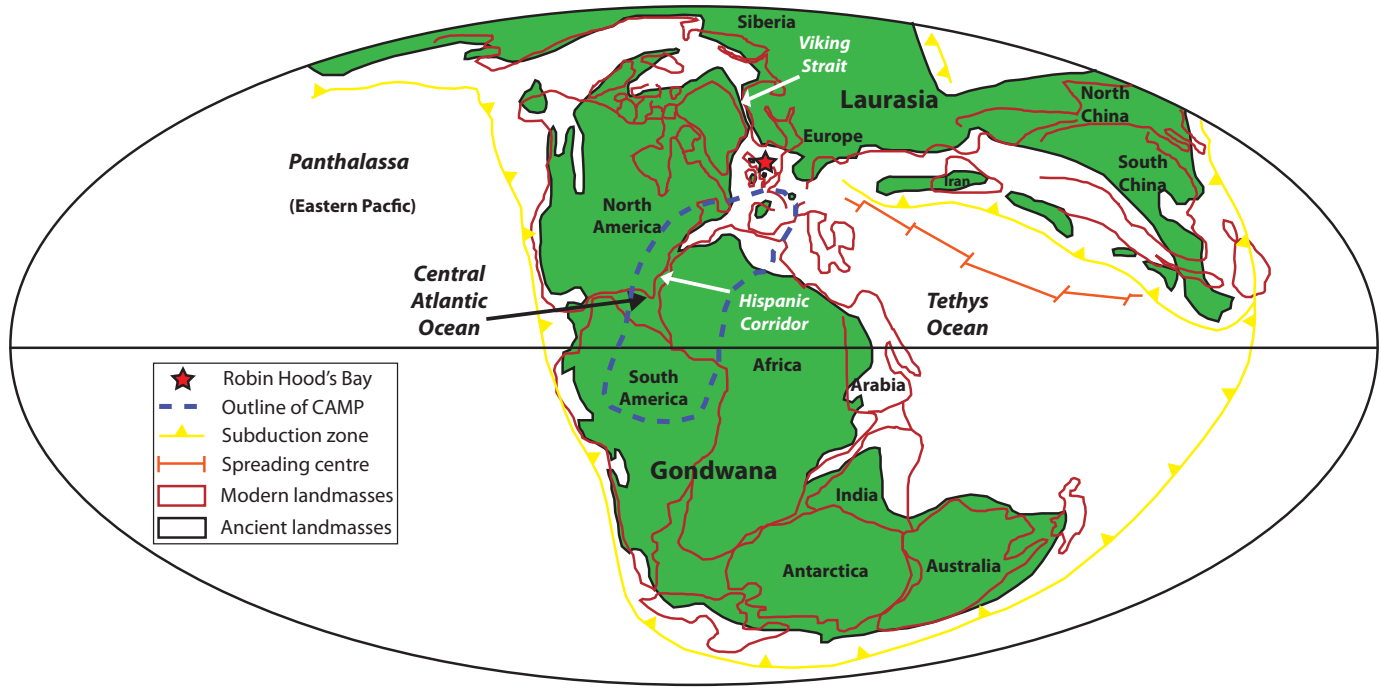 Siberia
Viking
Strait
Laurasia
North
China
Europe
Panthalassa
(Eastern Pacfic)
South
China
Iran
North
America
Central
Atlantic
Ocean
Hispanic
Corridor
Tethys
Ocean
Africa
South
America
Arabia
Robin Hood's Bay
Outline of CAMP
Subduction zone
Spreading centre
Modern landmasses
Ancient landmasses
Gondwana
India
Antarctica
Australia